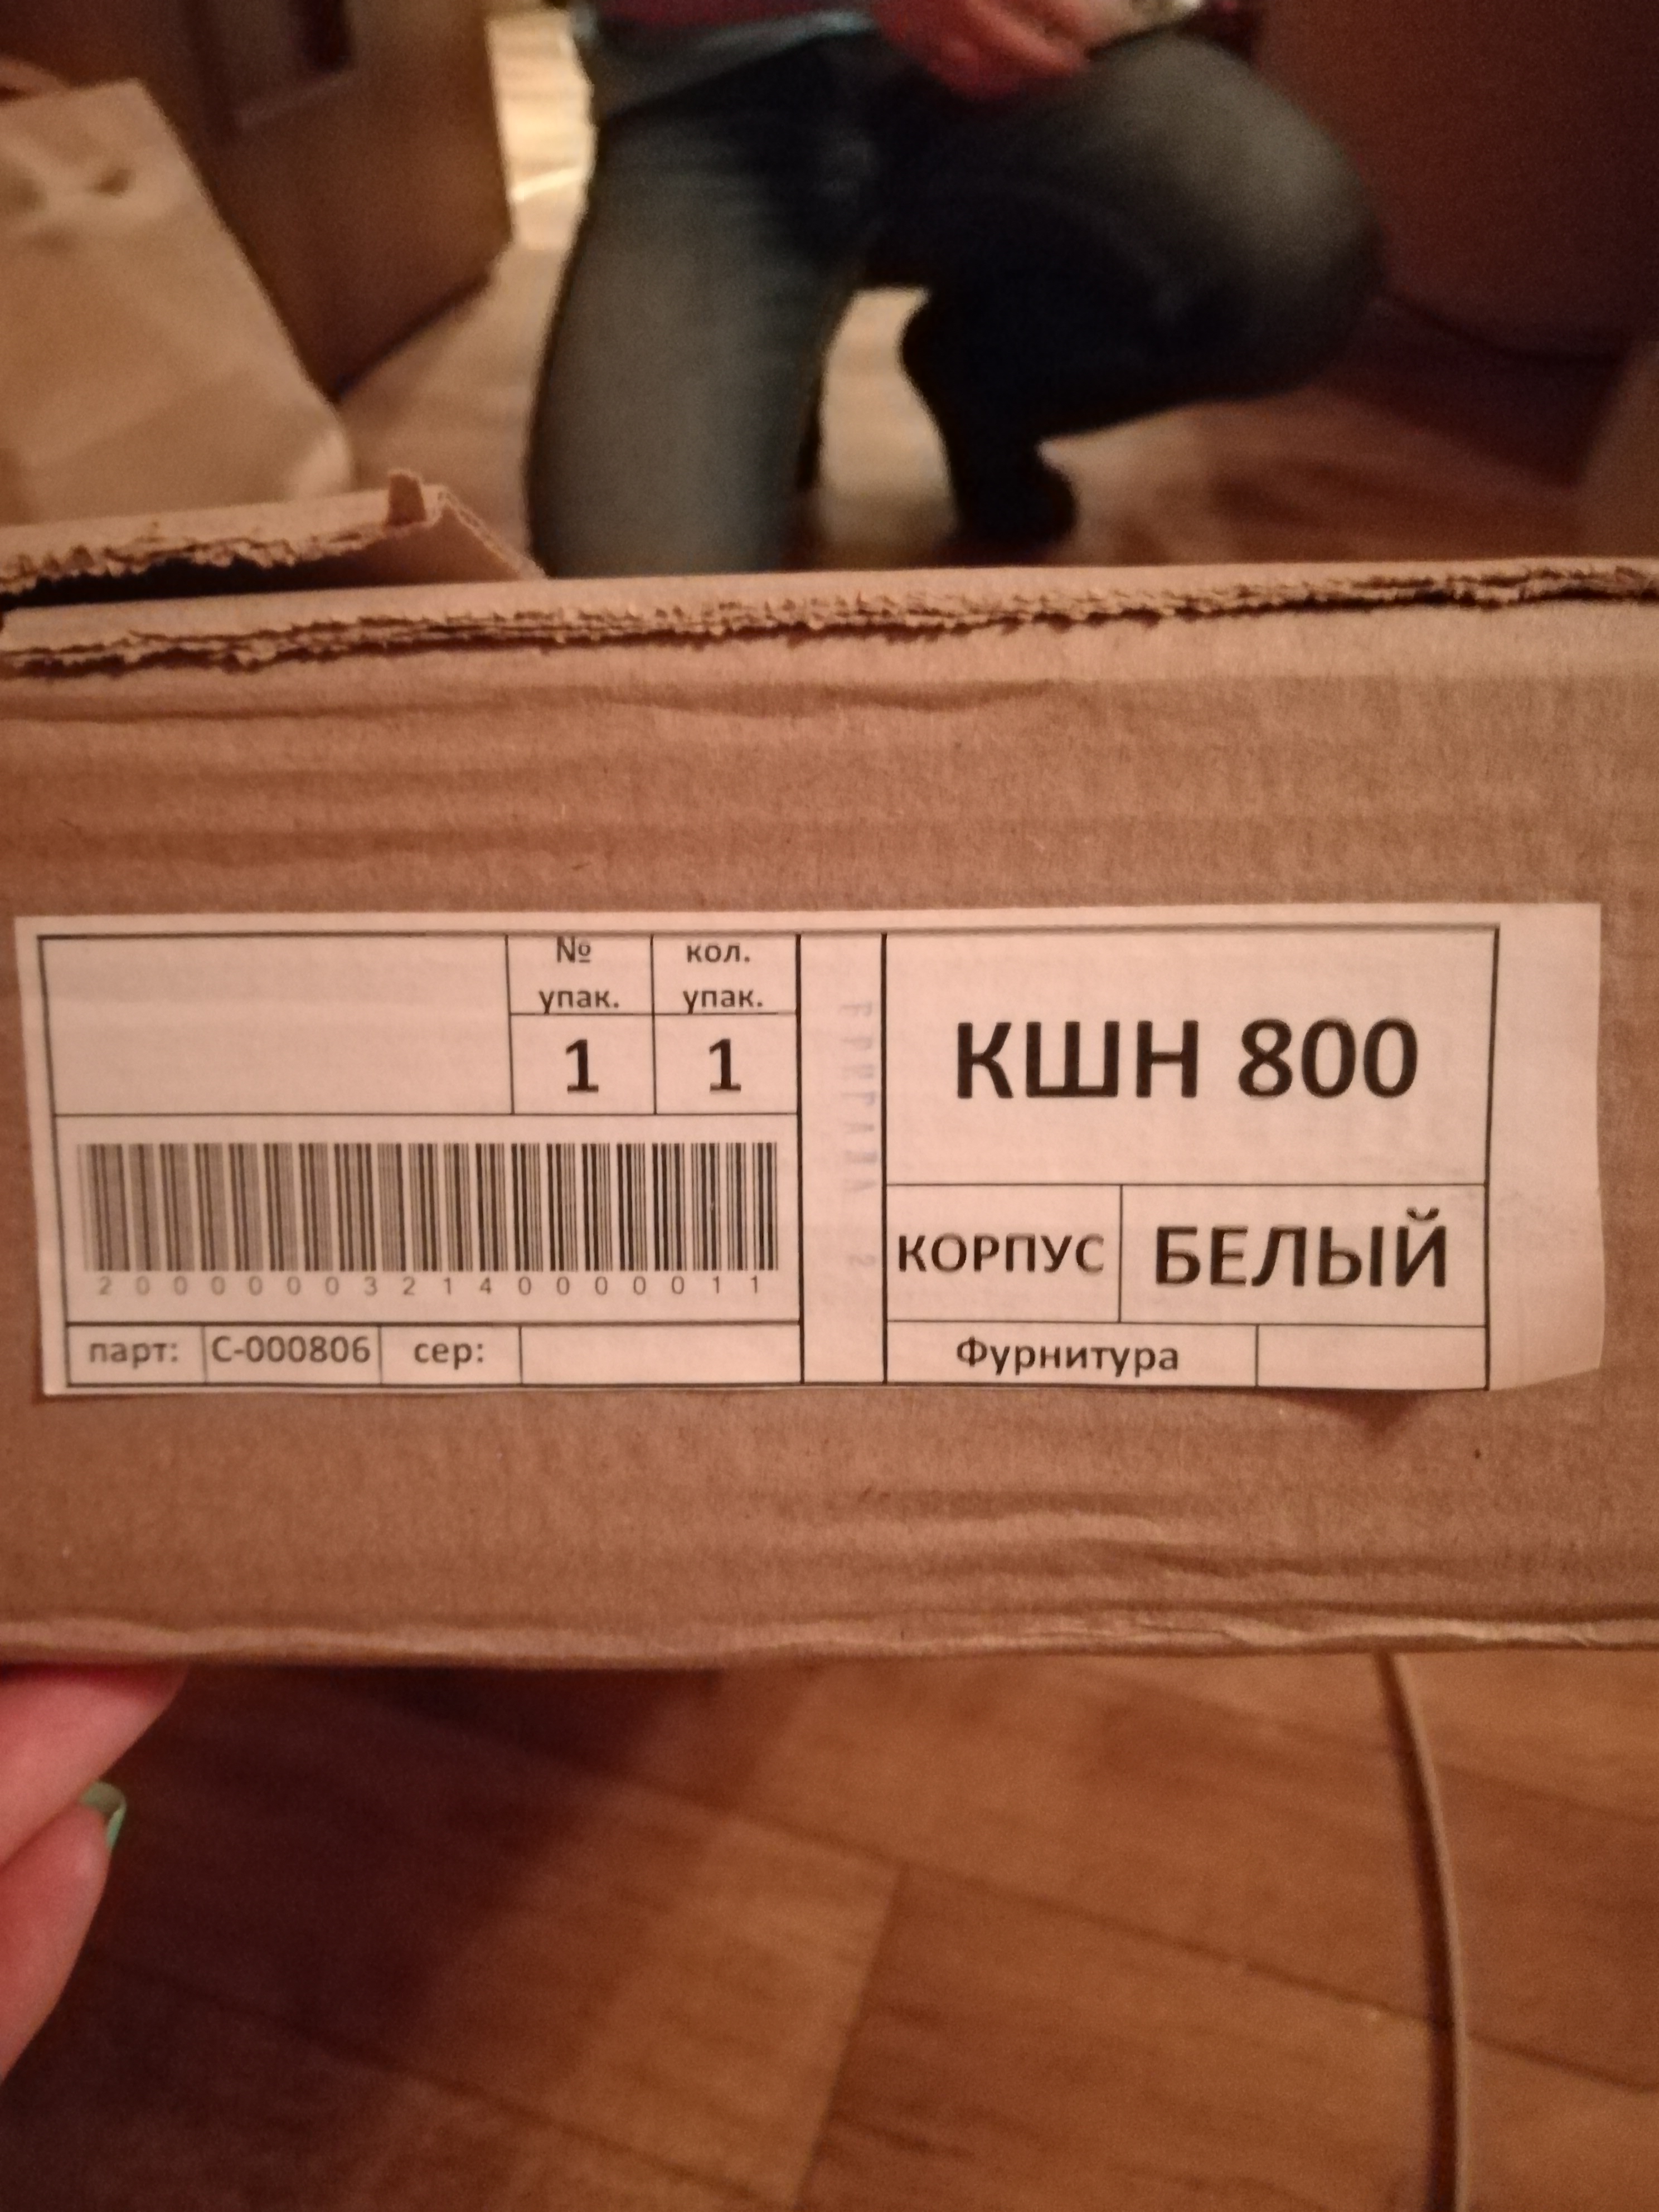 № упак.
кол. упак.
1
1
2000000321400000011
парт:
С-000806
сер:
КШН 800
КОРПУС
БЕЛЫЙ
Фурнитура